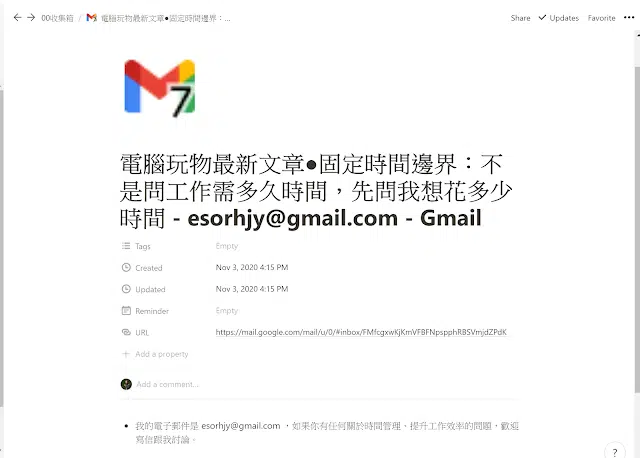 00收集箱 / 電腦玩物最新文章●固定時間邊界：... Share Updates Favorite
7
電腦玩物最新文章●固定時間邊界：不
是問工作需多久時間，先問我想花多少
時間 - esorhjy@gmail.com - Gmail
Tags Empty
Created Nov 3, 2020 4:15 PM
Updated Nov 3, 2020 4:15 PM
Reminder Empty
URL https://mail.google.com/mail/u/0/#inbox/FMfcgxwKjKmVFBFNpspphRBSVmjdZPdK
Add a property
Add a comment...
我的電子郵件是 esorhjy@gmail.com ，如果你有任何關於時間管理、提升工作效率的問題，歡迎
寫信跟我討論。
?